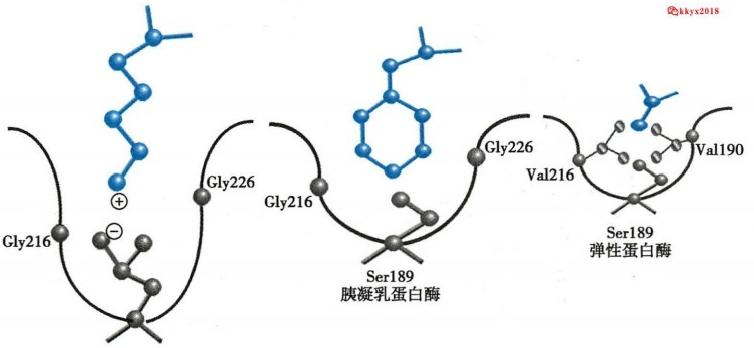 kkyx2018
Gly226
Gly216
+
−
Gly226
Gly216
Ser189
胰凝乳蛋白酶
Val190
Val216
Ser189
弹性蛋白酶